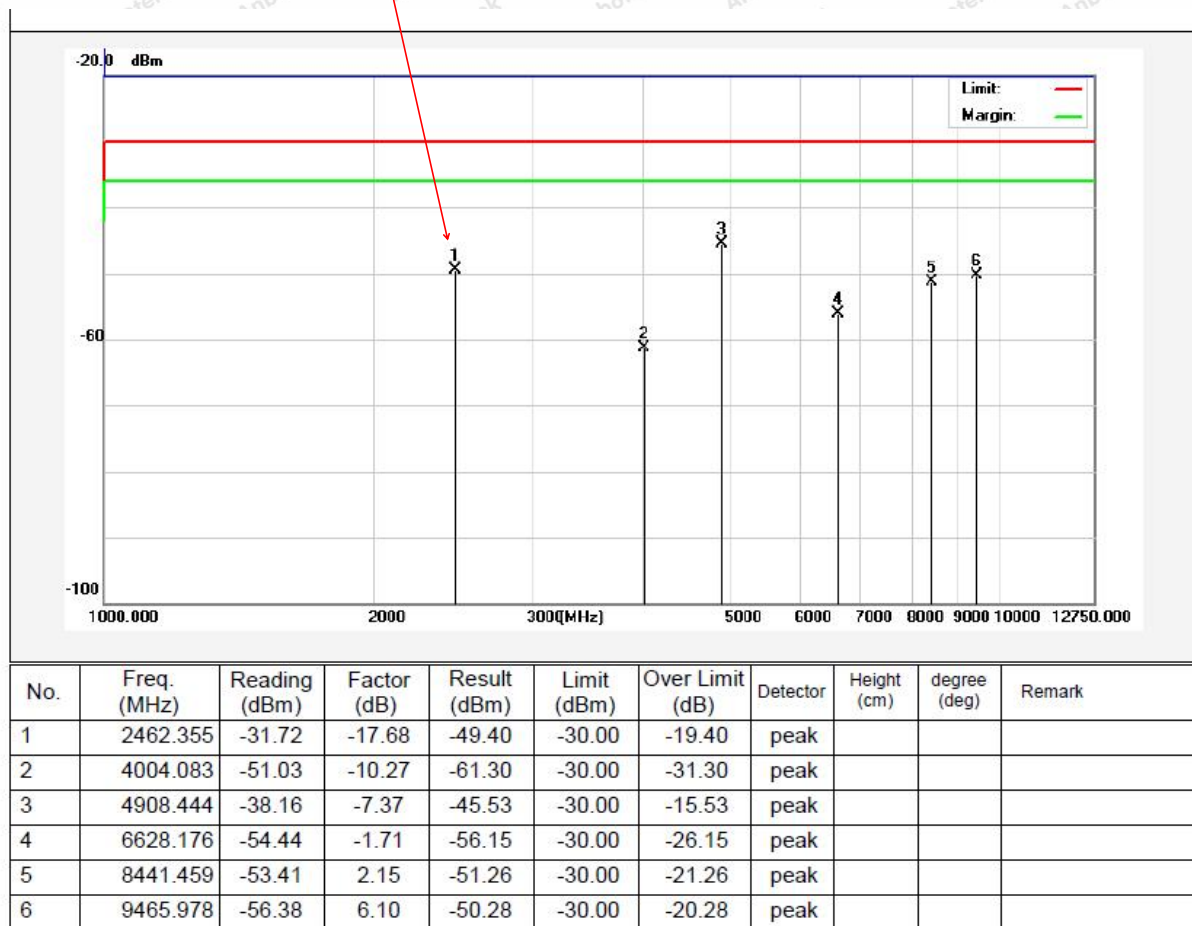 -20.0 dBm
Limit:
Margin:
1
2
3
4
5
6
-60
-100
1000.000 2000 3000 (MHz) 5000 6000 7000 8000 9000 10000 12750.000
No. Freq. (MHz) Reading (dBm) Factor (dB) Result (dBm) Limit (dBm) Over Limit (dB) Detector Height (cm) degree (deg) Remark
1 2462.355 -31.72 -17.68 -49.40 -30.00 -19.40 peak
2 4004.083 -51.03 -10.27 -61.30 -30.00 -31.30 peak
3 4908.444 -38.16 -7.37 -45.53 -30.00 -15.53 peak
4 6628.176 -54.44 -1.71 -56.15 -30.00 -26.15 peak
5 8441.459 -53.41 2.15 -51.26 -30.00 -21.26 peak
6 9465.978 -56.38 6.10 -50.28 -30.00 -20.28 peak